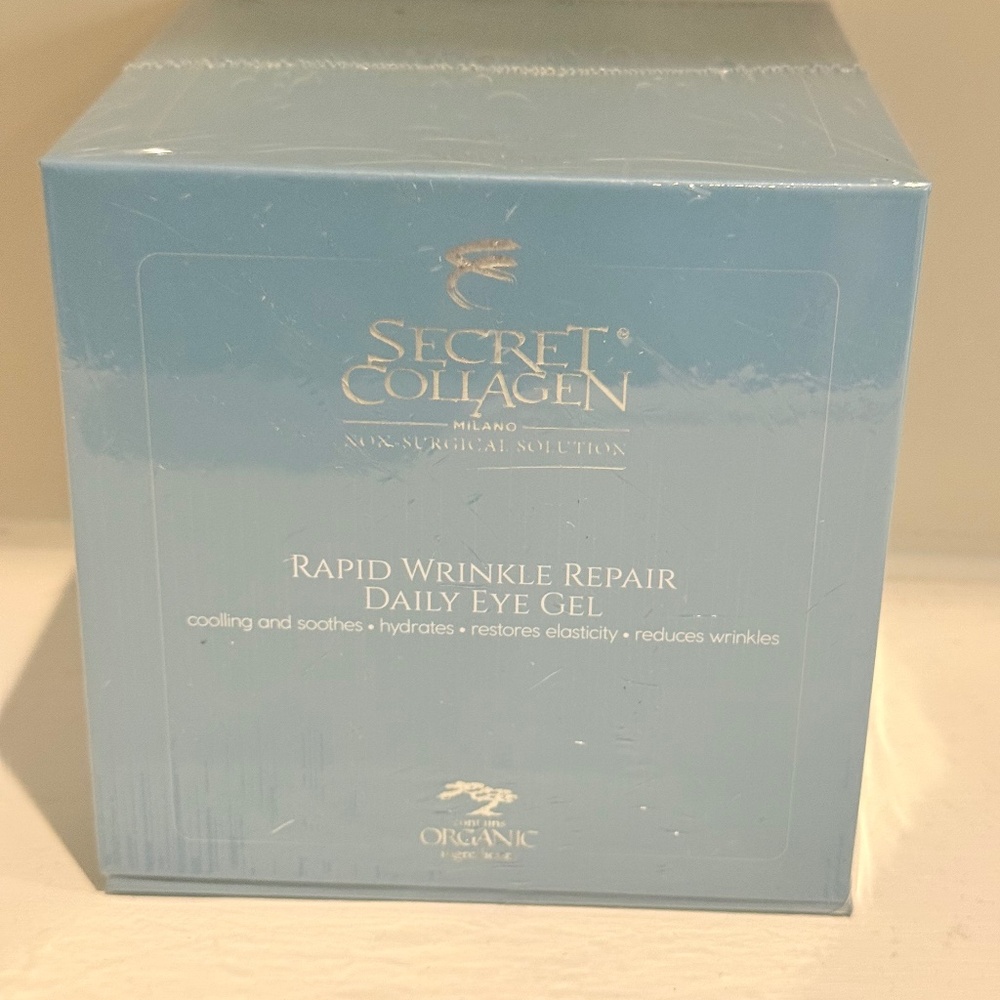 SECRET ®
COLLAGEN
MILANO
NON-SURGICAL SOLUTION
RAPID WRINKLE REPAIR
DAILY EYE GEL
coolling and soothes • hydrates • restores elasticity • reduces wrinkles
ORGANIC